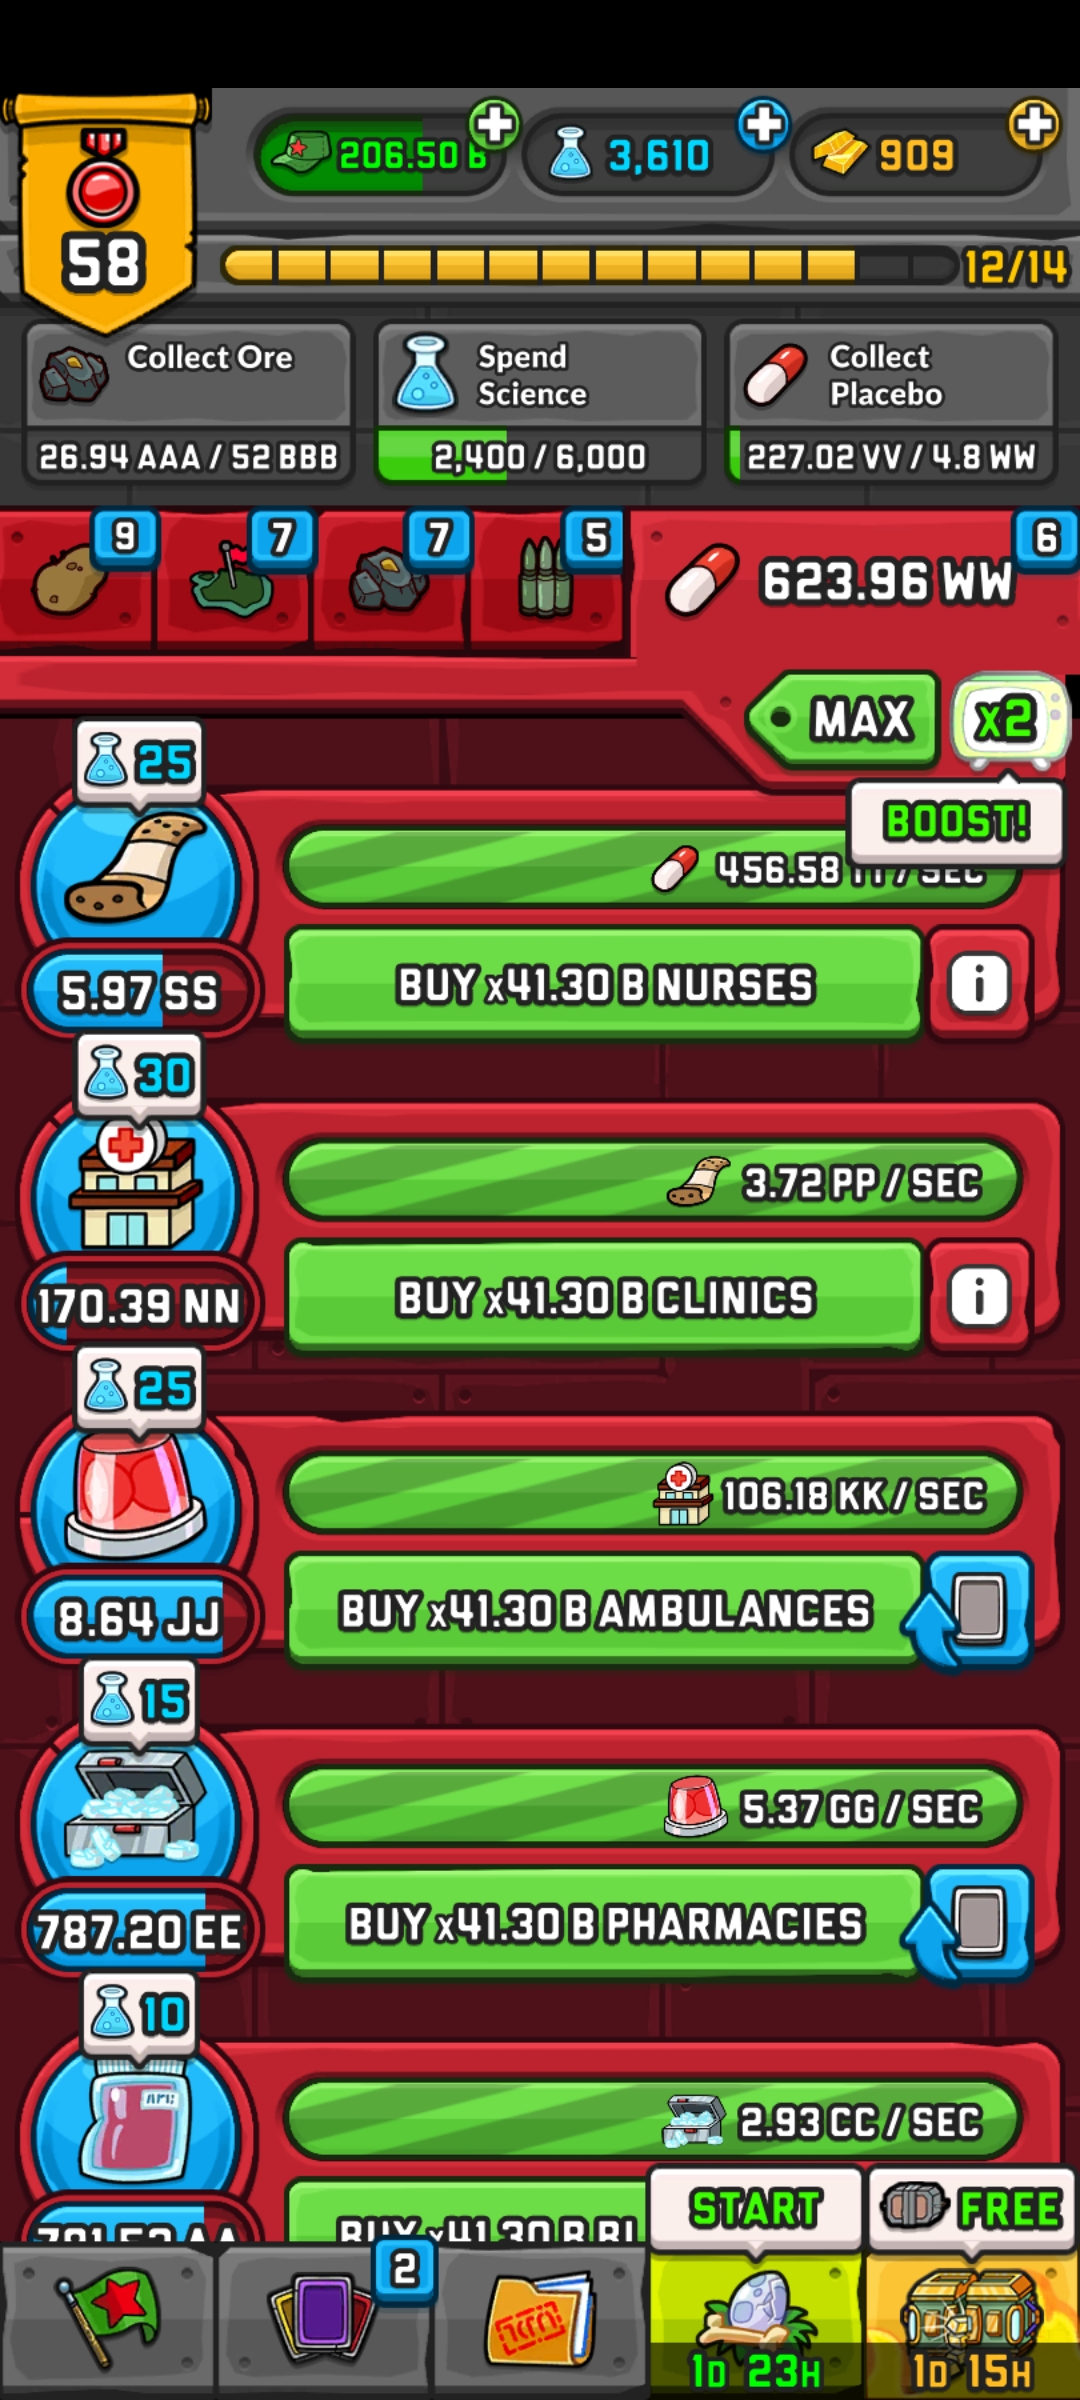 206.50 B
3,610
909
58
12/14
Collect Ore
Spend
Science
Collect
Placebo
26.94 AAA / 52 BBB
2,400 / 6,000
227.02 VV / 4.8 WW
9
7
7
5
6
623.96 WW
MAX
x2
BOOST!
25
456.58
/ SEC
5.97 SS
BUY x41.30 B NURSES
i
30
3.72 PP / SEC
170.39 NN
BUY x41.30 B CLINICS
i
25
106.18 KK / SEC
8.64 JJ
BUY x41.30 B AMBULANCES
15
5.37 GG / SEC
787.20 EE
BUY x41.30 B PHARMACIES
10
2.93 CC / SEC
BUY x41.30 B
START
FREE
2
1D 23H
1D 15H